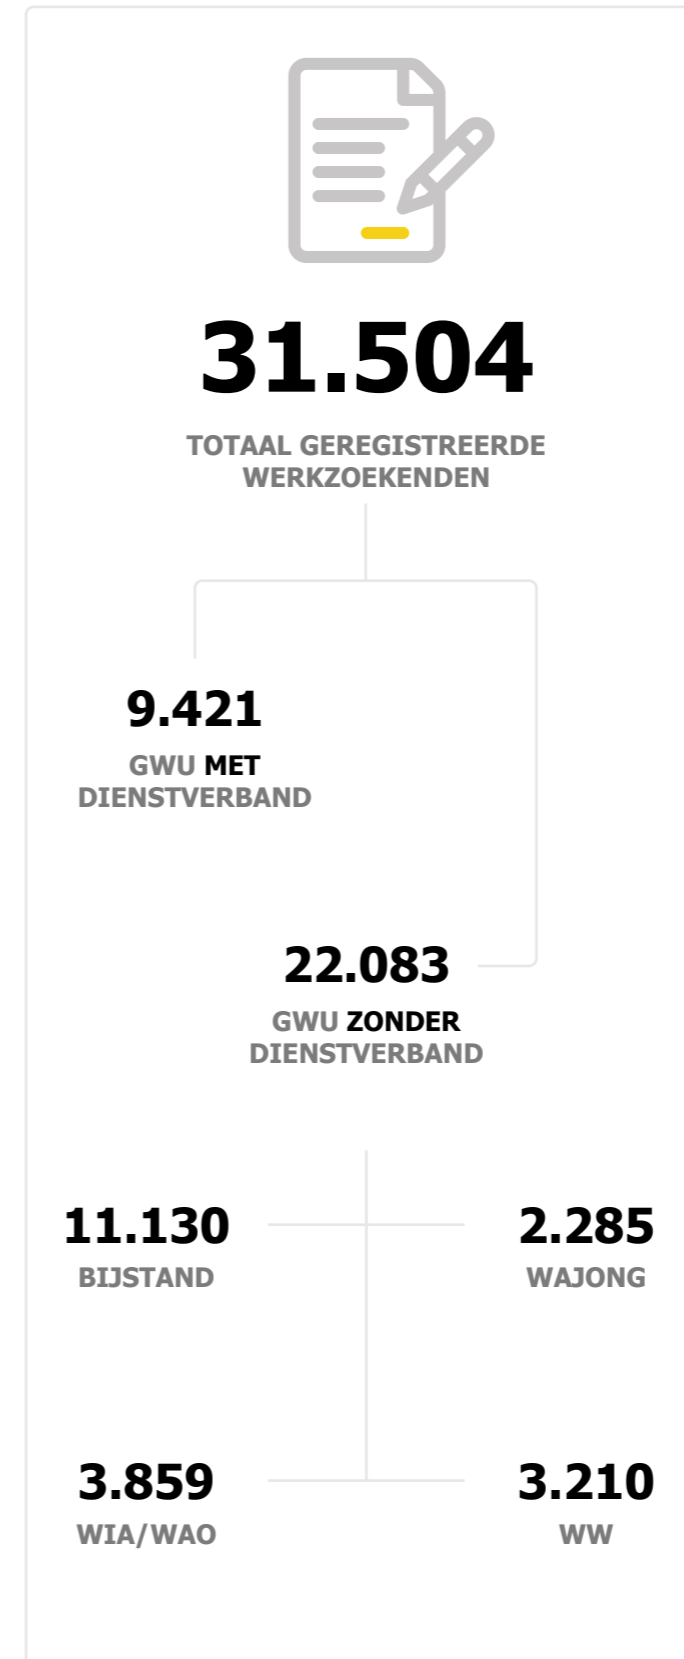 31.504
TOTAAL GEREGISTREERDE
WERKZOEKENDEN
9.421
GWU MET
DIENSTVERBAND
22.083
GWU ZONDER
DIENSTVERBAND
11.130
BIJSTAND
2.285
WAJONG
3.859
WIA/WAO
3.210
WW